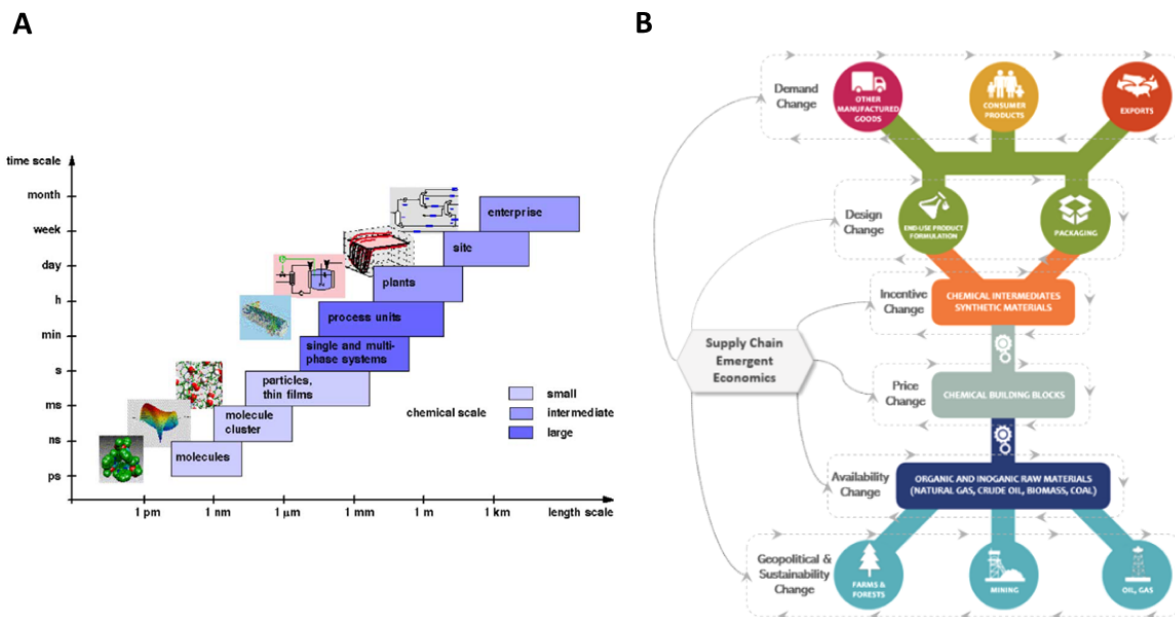 A
time scale
month
week
day
h
min
s
ms
ns
ps
enterprise
site
plants
process units
single and multi-
phase systems
particles,
thin films
molecule
cluster
molecules
chemical scale
small
intermediate
large
1 pm
1 nm
1 μm
1 mm
1 m
1 km
length scale
B
Demand
Change
OTHER
MANUFACTURED
GOODS
CONSUMER
PRODUCTS
EXPORTS
Design
Change
END-USE PRODUCT
FORMULATION
PACKAGING
Incentive
Change
CHEMICAL INTERMEDIATES
SYNTHETIC MATERIALS
Supply Chain
Emergent
Economics
Price
Change
CHEMICAL BUILDING BLOCKS
Availability
Change
ORGANIC AND INOGANIC RAW MATERIALS
(NATURAL GAS, CRUDE OIL, BIOMASS, COAL)
Geopolitical &
Sustainability
Change
FARMS &
FORESTS
MINING
OIL, GAS